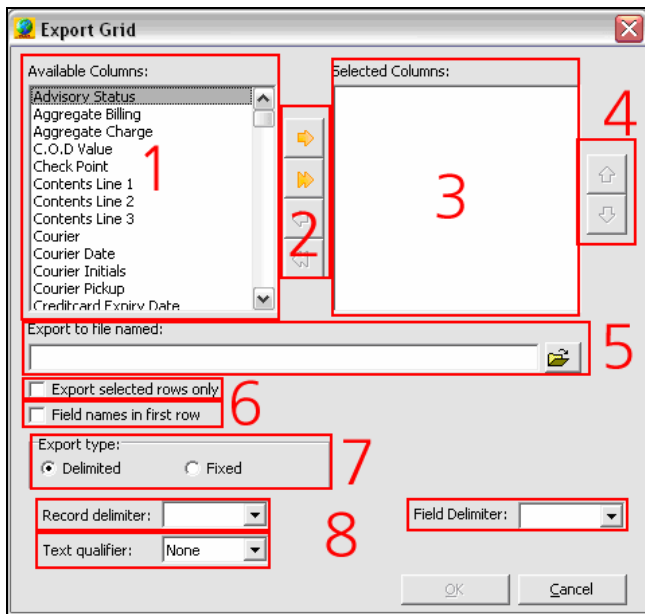 Export Grid
Available Columns:
Selected Columns:
Advisory Status
Aggregate Billing
Aggregate Charge
C.O.D Value
Check Point
Contents Line 1
Contents Line 2
Contents Line 3
Courier
Courier Date
Courier Initials
Courier Pickup
Creditcard Expiry Date
1
2
3
4
Export to file named:
5
Export selected rows only
Field names in first row
6
Export type:
Delimited
Fixed
7
Record delimiter:
Field Delimiter:
Text qualifier: None
8
OK
Cancel